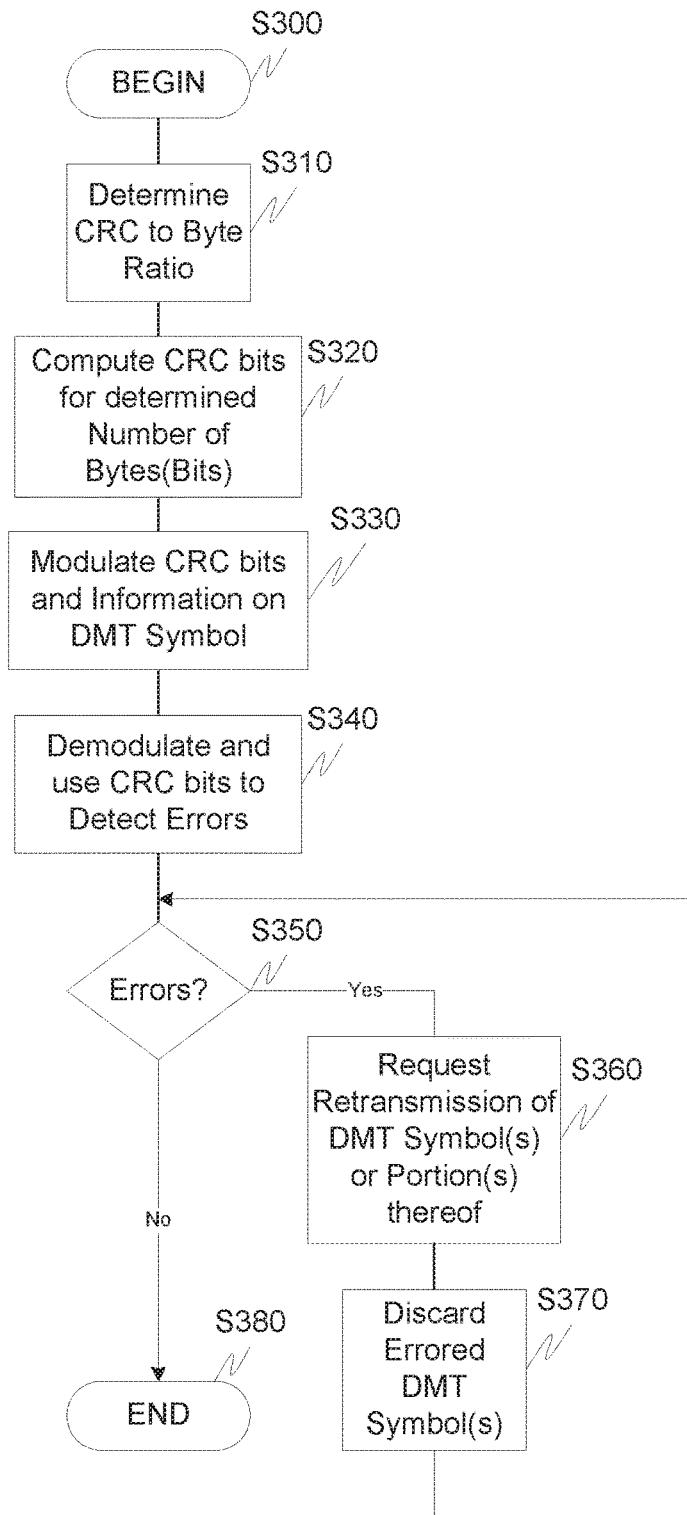 S300
BEGIN
S310
Determine
CRC to Byte
Ratio
S320
Compute CRC bits
for determined
Number of
Bytes(Bits)
S330
Modulate CRC bits
and Information on
DMT Symbol
S340
Demodulate and
use CRC bits to
Detect Errors
S350
Errors?
Yes
S360
Request
Retransmission of
DMT Symbol(s)
or Portion(s)
thereof
No
S370
Discard
Errored
DMT
Symbol(s)
S380
END